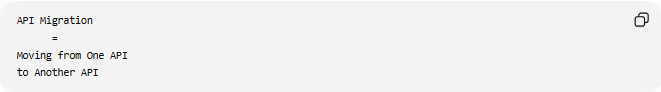 API Migration
=
Moving from One API
to Another API